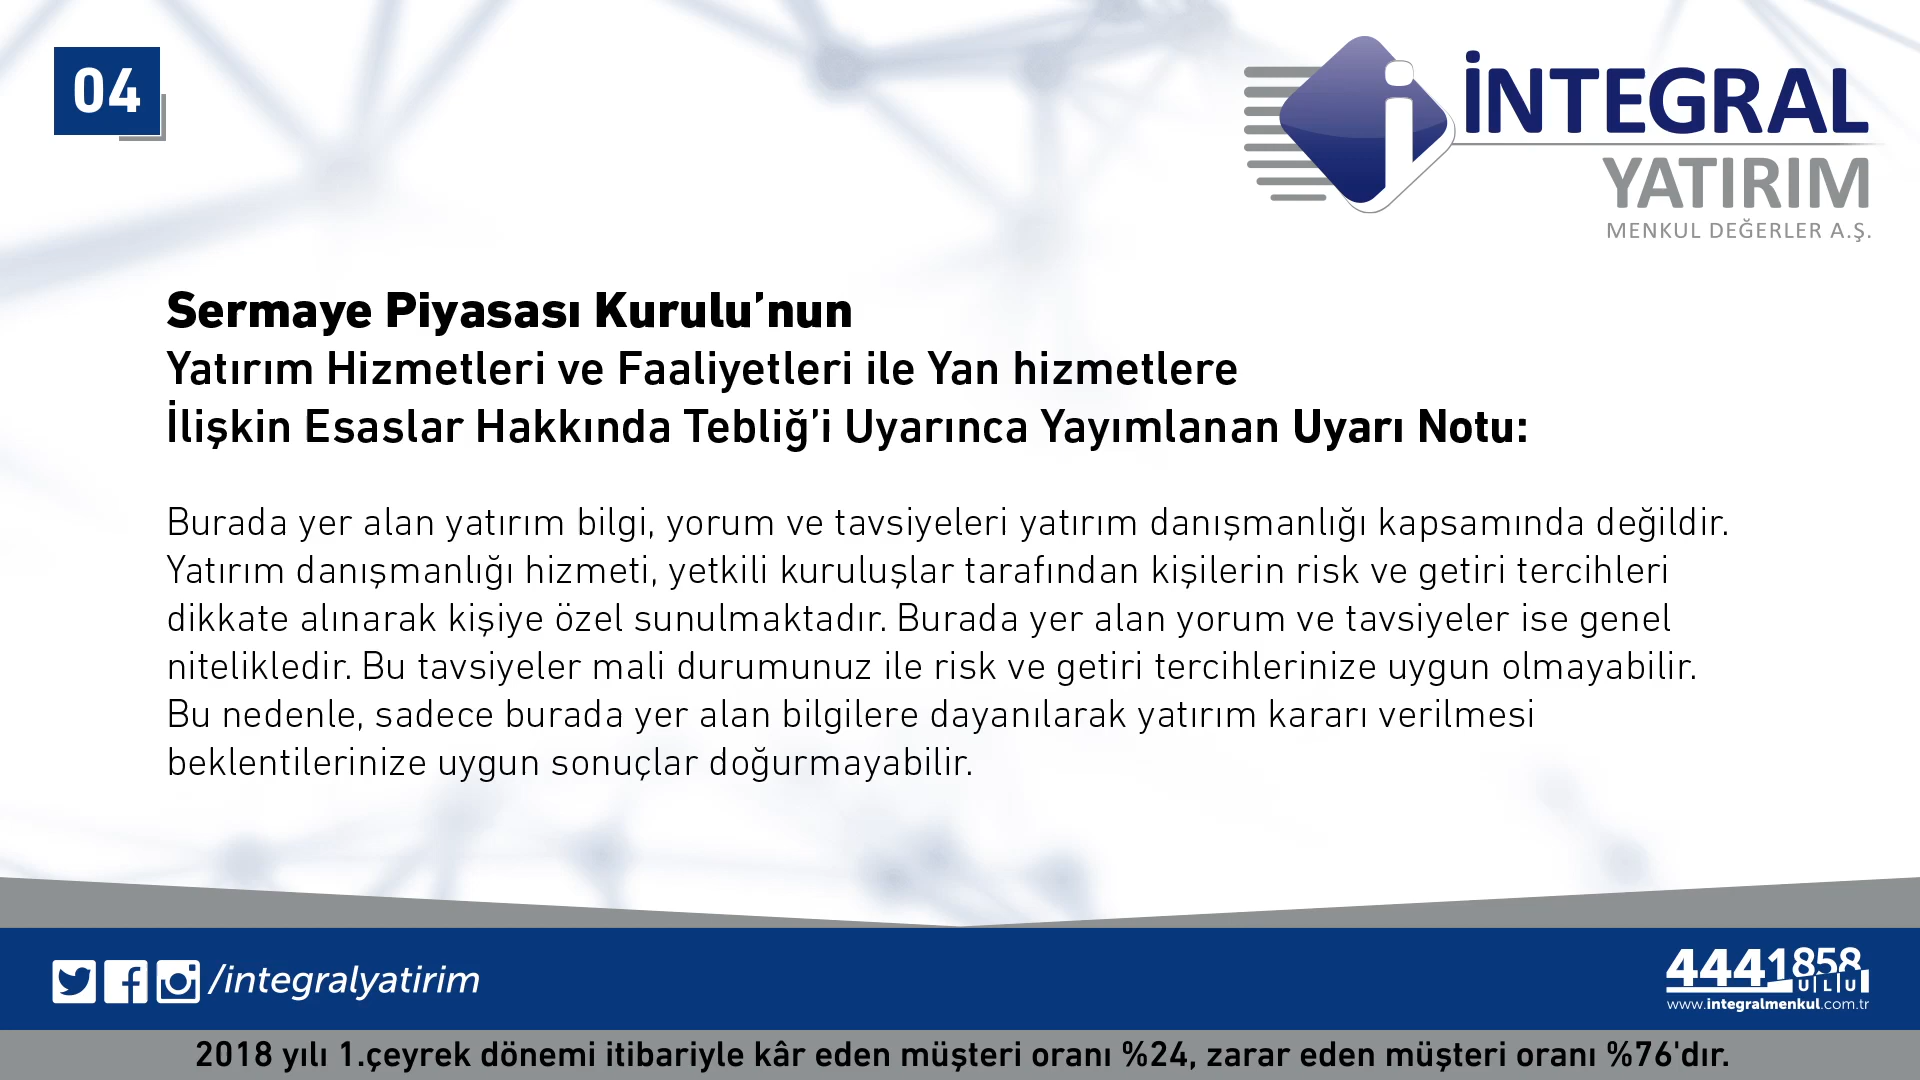 04
İNTEGRAL
YATIRIM
MENKUL DEĞERLER A.Ş.
Sermaye Piyasası Kurulu’nun
Yatırım Hizmetleri ve Faaliyetleri ile Yan hizmetlere
İlişkin Esaslar Hakkında Tebliğ’i Uyarınca Yayımlanan Uyarı Notu:
Burada yer alan yatırım bilgi, yorum ve tavsiyeleri yatırım danışmanlığı kapsamında değildir.
Yatırım danışmanlığı hizmeti, yetkili kuruluşlar tarafından kişilerin risk ve getiri tercihleri
dikkate alınarak kişiye özel sunulmaktadır. Burada yer alan yorum ve tavsiyeler ise genel
nitelikledir. Bu tavsiyeler mali durumunuz ile risk ve getiri tercihlerinize uygun olmayabilir.
Bu nedenle, sadece burada yer alan bilgilere dayanılarak yatırım kararı verilmesi
beklentilerinize uygun sonuçlar doğurmayabilir.
/integralyatirim
4441858
U|L|U
www.integralmenkul.com.tr
2018 yılı 1.çeyrek dönemi itibariyle kâr eden müşteri oranı %24, zarar eden müşteri oranı %76'dır.